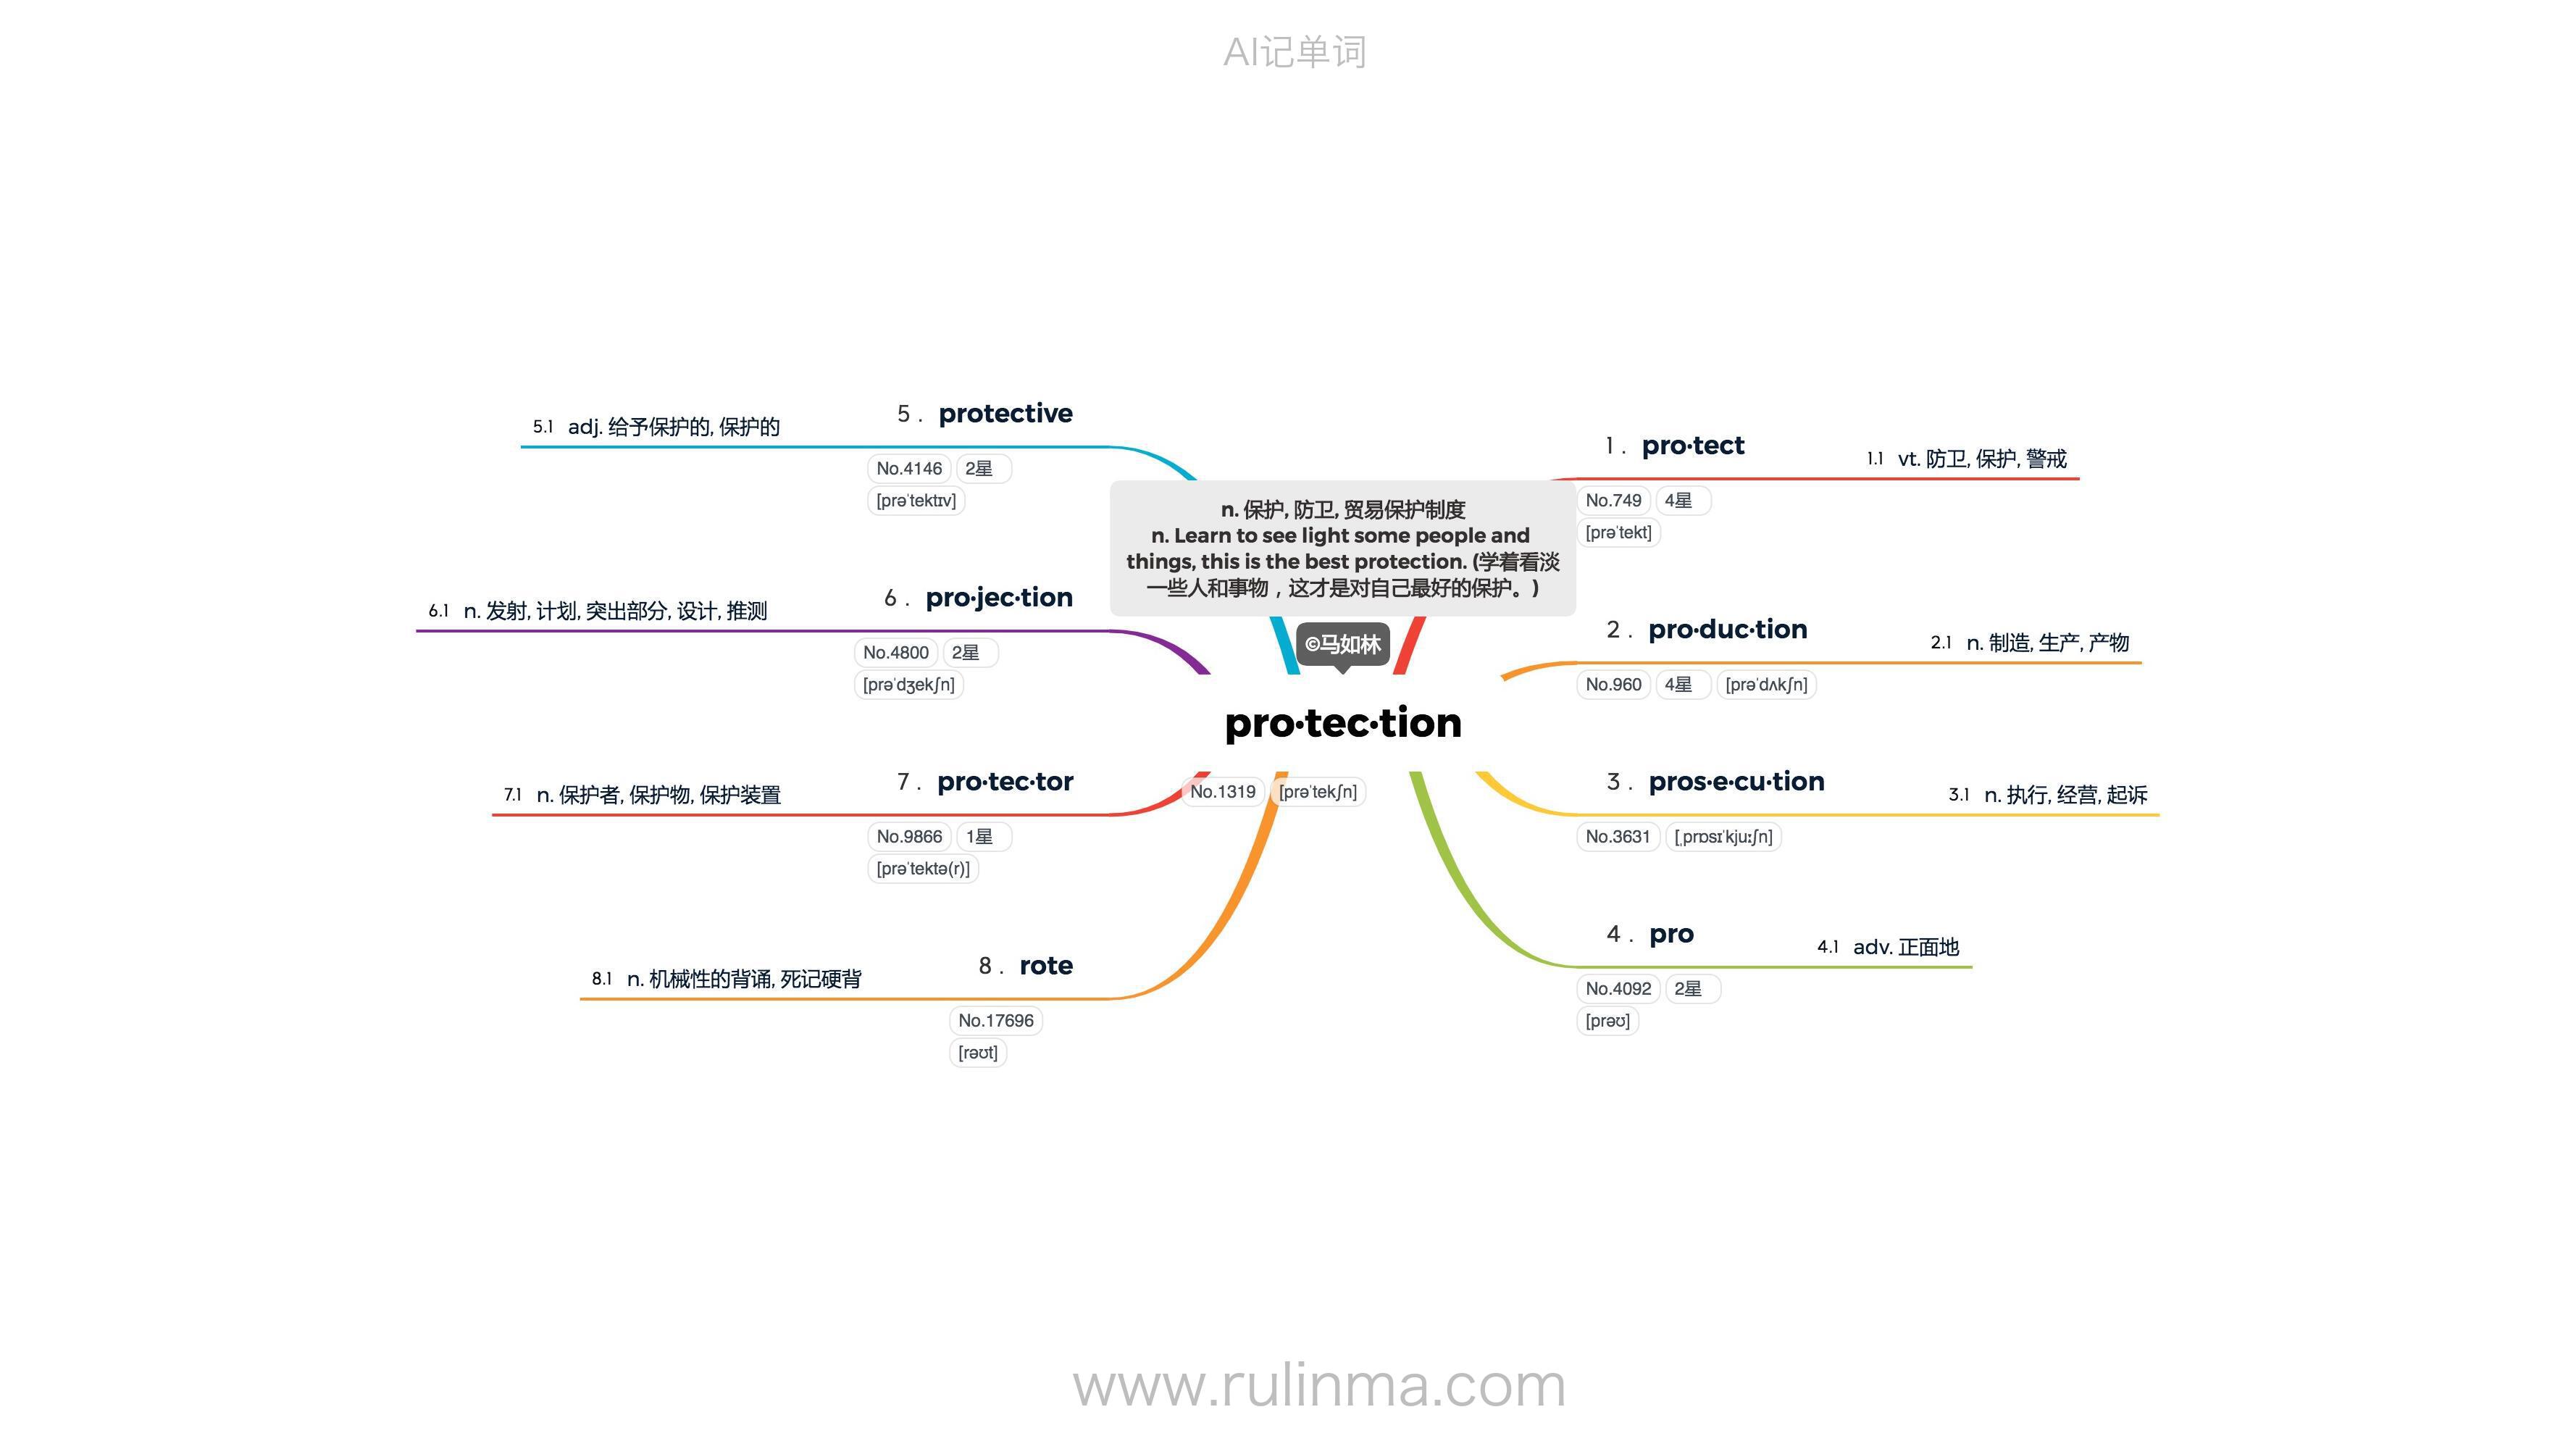 AI记单词
n. 保护, 防卫, 贸易保护制度
n. Learn to see light some people and
things, this is the best protection. (学着看淡
一些人和事物，这才是对自己最好的保护。)
©马如林
pro·tec·tion
No.1319 [prəˈtekʃn]
1. pro·tect
1.1 vt. 防卫, 保护, 警戒
No.749 4星
[prəˈtekt]
2. pro·duc·tion
2.1 n. 制造, 生产, 产物
No.960 4星 [prəˈdʌkʃn]
3. pros·e·cu·tion
3.1 n. 执行, 经营, 起诉
No.3631 [ˌprɒsɪˈkjuːʃn]
4. pro
4.1 adv. 正面地
No.4092 2星
[prəʊ]
5. protective
5.1 adj. 给予保护的, 保护的
No.4146 2星
[prəˈtektɪv]
6. pro·jec·tion
6.1 n. 发射, 计划, 突出部分, 设计, 推测
No.4800 2星
[prəˈdʒekʃn]
7. pro·tec·tor
7.1 n. 保护者, 保护物, 保护装置
No.9866 1星
[prəˈtektə(r)]
8. rote
8.1 n. 机械性的背诵, 死记硬背
No.17696
[rəʊt]
www.rulinma.com